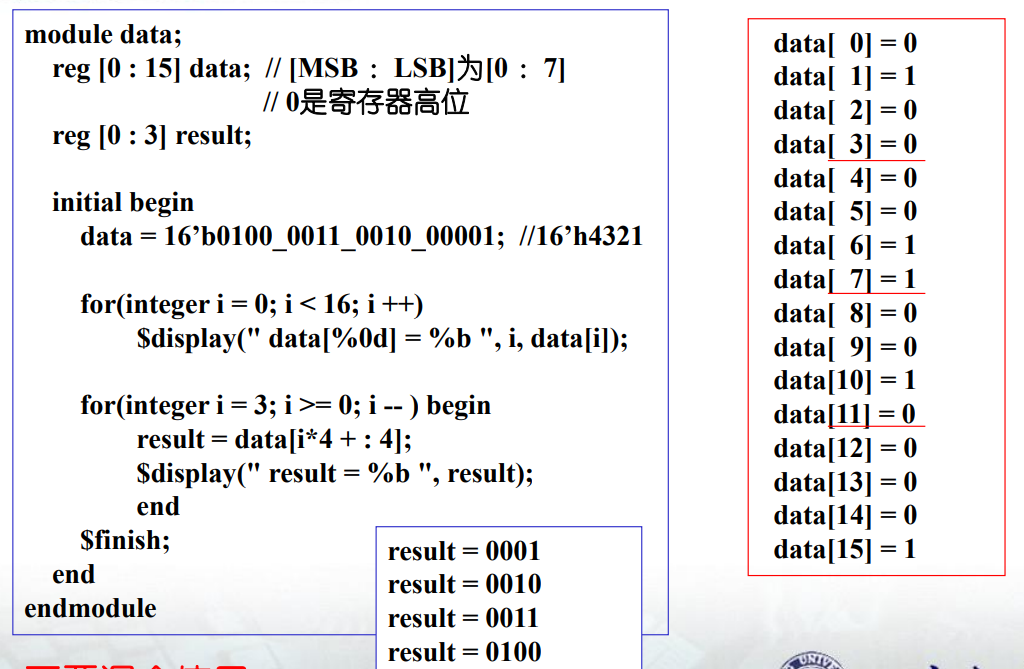 module data;
reg [0 : 15] data; // [MSB : LSB]为[0 : 7]
// 0是寄存器高位
reg [0 : 3] result;
initial begin
data = 16’b0100_0011_0010_00001; //16’h4321
for(integer i = 0; i < 16; i ++)
$display(" data[%0d] = %b ", i, data[i]);
for(integer i = 3; i >= 0; i -- ) begin
result = data[i*4 + : 4];
$display(" result = %b ", result);
end
$finish;
end
endmodule
result = 0001
result = 0010
result = 0011
result = 0100
data[ 0] = 0
data[ 1] = 1
data[ 2] = 0
data[ 3] = 0
data[ 4] = 0
data[ 5] = 0
data[ 6] = 1
data[ 7] = 1
data[ 8] = 0
data[ 9] = 0
data[10] = 1
data[11] = 0
data[12] = 0
data[13] = 0
data[14] = 0
data[15] = 1